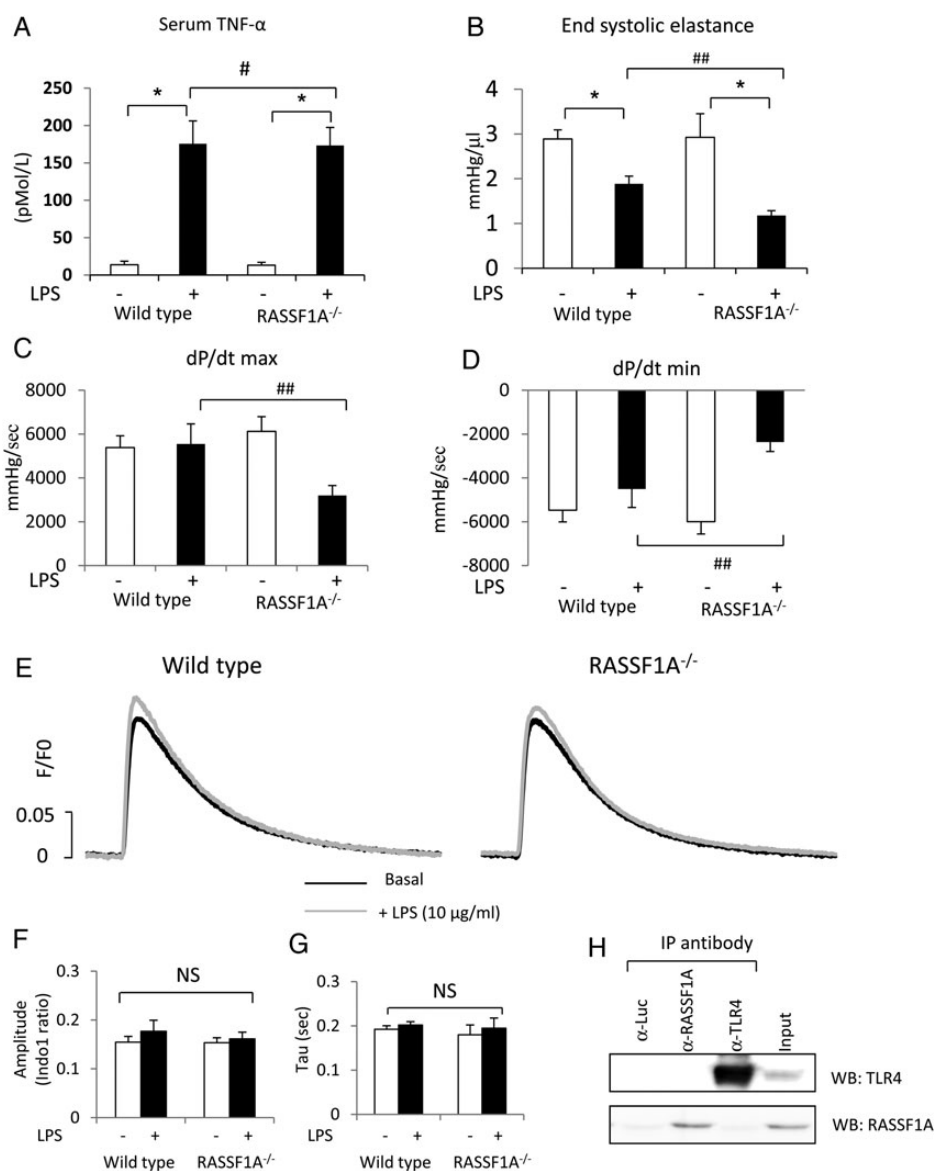 A
Serum TNF-α
(pMol/L)
250
200
150
100
50
0
* # *
LPS - + - +
Wild type RASSF1A-/-
B
End systolic elastance
mmHg/µl
4
3
2
1
0
* ## *
LPS - + - +
Wild type RASSF1A-/-
C
dP/dt max
mmHg/sec
8000
6000
4000
2000
0
##
LPS - + - +
Wild type RASSF1A-/-
D
dP/dt min
mmHg/sec
0
-2000
-4000
-6000
-8000
##
LPS - + - +
Wild type RASSF1A-/-
E
Wild type RASSF1A-/-
F/F0
0.05
0
Basal
+ LPS (10 µg/ml)
F
Amplitude
(Indo1 ratio)
0.3
0.2
0.1
0
NS
LPS - + - +
Wild type RASSF1A-/-
G
Tau (sec)
0.3
0.2
0.1
0
NS
LPS - + - +
Wild type RASSF1A-/-
H
IP antibody
α-Luc
α-RASSF1A
α-TLR4
Input
WB: TLR4
WB: RASSF1A